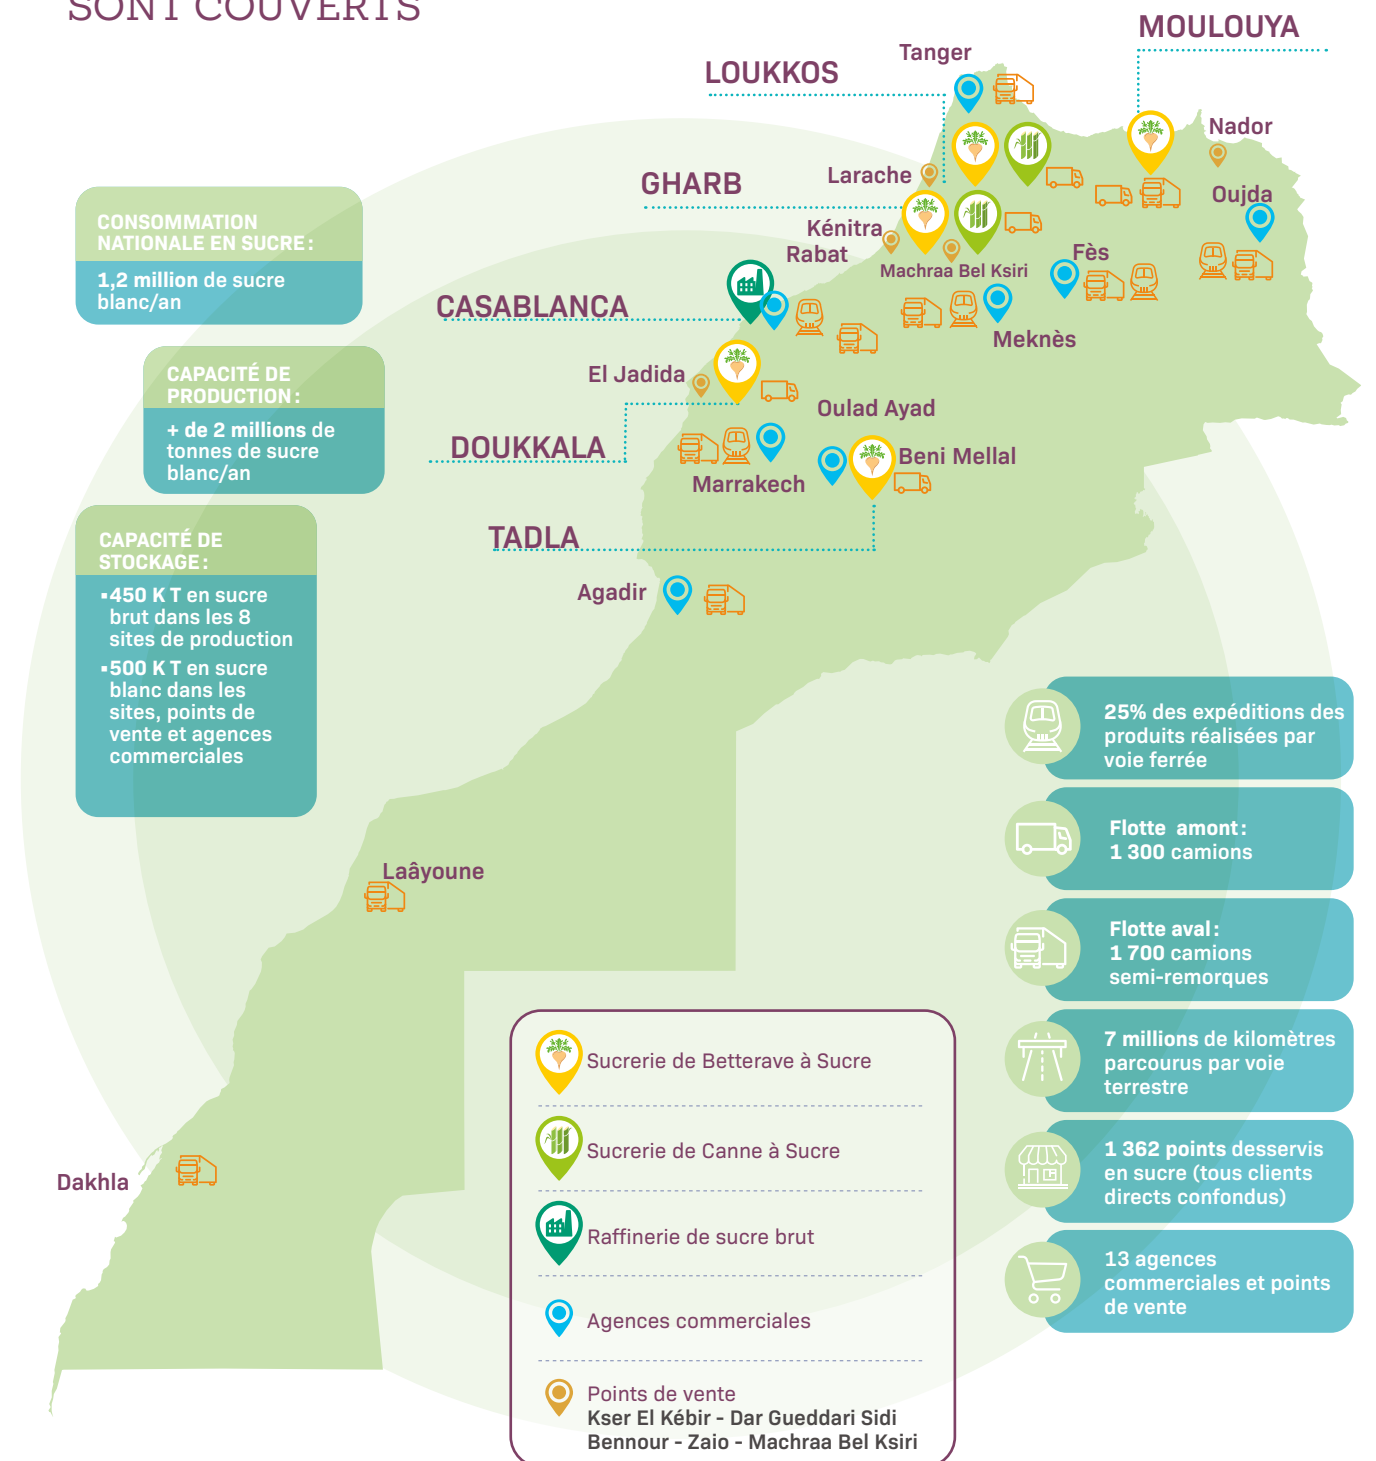 SONT COUVERTS
MOULOUYA
Tanger
LOUKKOS
Nador
Larache
GHARB
Oujda
Kénitra
Rabat
Fès
Machraa Bel Ksiri
CASABLANCA
Meknès
El Jadida
Oulad Ayad
DOUKKALA
Beni Mellal
Marrakech
TADLA
Agadir
Laâyoune
Dakhla
CONSOMMATION
NATIONALE EN SUCRE :
1,2 million de sucre
blanc/an
CAPACITÉ DE
PRODUCTION :
+ de 2 millions de
tonnes de sucre
blanc/an
CAPACITÉ DE
STOCKAGE :
▪450 K T en sucre
brut dans les 8
sites de production
▪500 K T en sucre
blanc dans les
sites, points de
vente et agences
commerciales
25% des expéditions des
produits réalisées par
voie ferrée
Flotte amont :
1 300 camions
Flotte aval :
1 700 camions
semi-remorques
7 millions de kilomètres
parcourus par voie
terrestre
1 362 points desservis
en sucre (tous clients
directs confondus)
13 agences
commerciales et points
de vente
Sucrerie de Betterave à Sucre
Sucrerie de Canne à Sucre
Raffinerie de sucre brut
Agences commerciales
Points de vente
Kser El Kébir - Dar Gueddari Sidi
Bennour - Zaio - Machraa Bel Ksiri